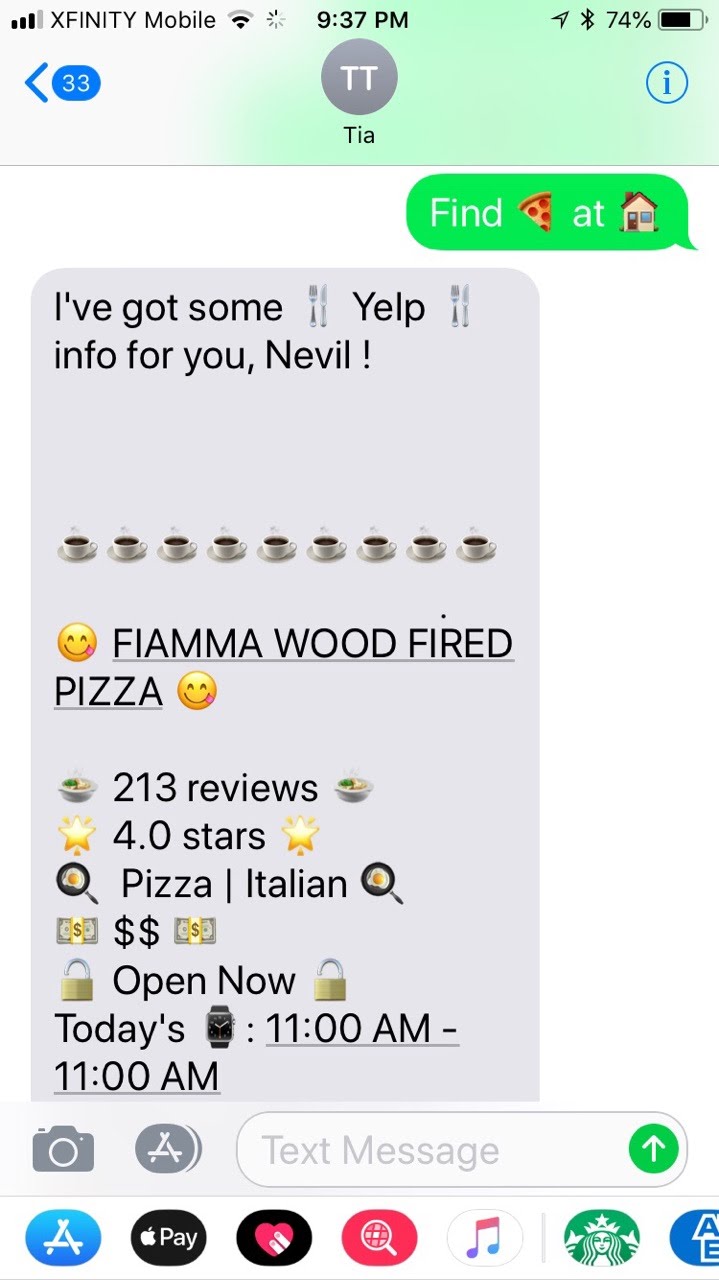 XFINITY Mobile 9:37 PM 74%
33
TT
Tia
Find 🍕 at 🏠
I've got some 🍴 Yelp 🍴
info for you, Nevil !
☕ ☕ ☕ ☕ ☕ ☕ ☕ ☕ ☕
.
😋 FIAMMA WOOD FIRED
PIZZA 😋
🍲 213 reviews 🍲
🌟 4.0 stars 🌟
🍳 Pizza | Italian 🍳
💵 $$ 💵
🔓 Open Now 🔓
Today's ⌚ : 11:00 AM -
11:00 AM
Text Message
Pay